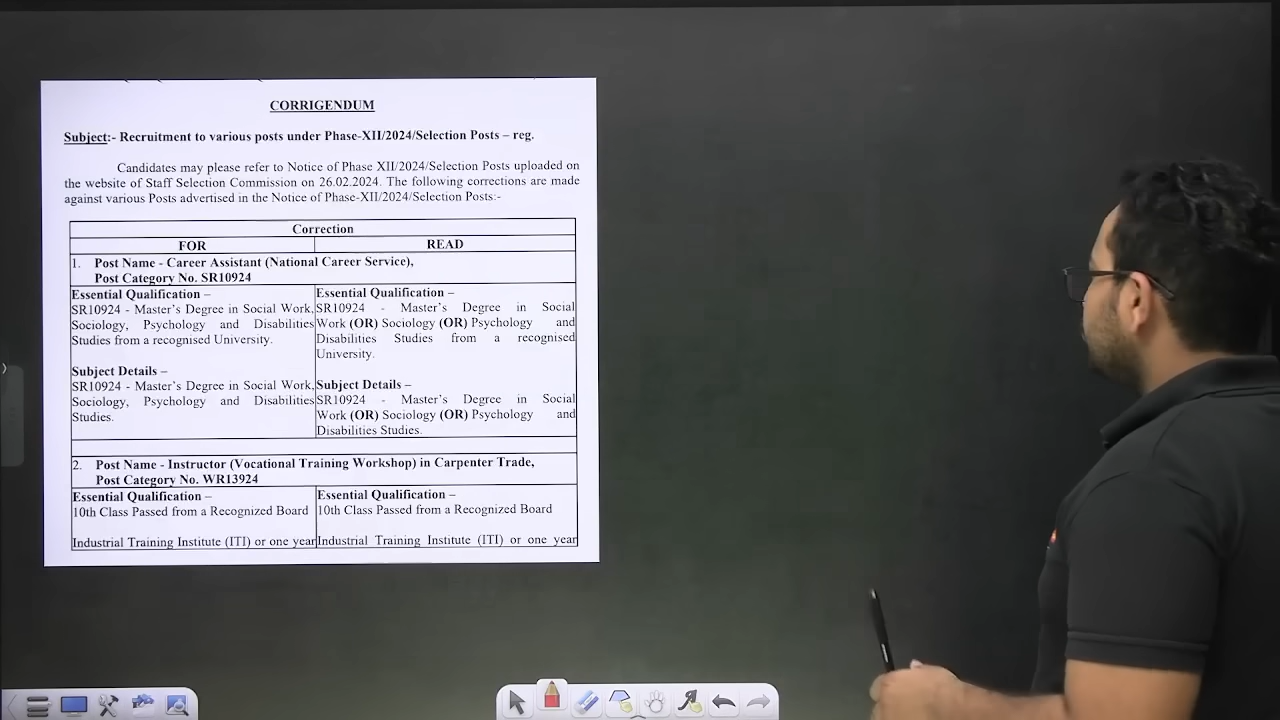 CORRIGENDUM
Subject:- Recruitment to various posts under Phase-XII/2024/Selection Posts – reg.
Candidates may please refer to Notice of Phase XII/2024/Selection Posts uploaded on
the website of Staff Selection Commission on 26.02.2024. The following corrections are made
against various Posts advertised in the Notice of Phase-XII/2024/Selection Posts:-
Correction
FOR
READ
1. Post Name - Career Assistant (National Career Service),
Post Category No. SR10924
Essential Qualification –
SR10924 - Master's Degree in Social Work,
Sociology, Psychology and Disabilities
Studies from a recognised University.
Subject Details –
SR10924 - Master's Degree in Social Work,
Sociology, Psychology and Disabilities
Studies.
Essential Qualification –
SR10924 - Master's Degree in Social
Work (OR) Sociology (OR) Psychology and
Disabilities Studies from a recognised
University.
Subject Details –
SR10924 - Master's Degree in Social
Work (OR) Sociology (OR) Psychology and
Disabilities Studies.
2. Post Name - Instructor (Vocational Training Workshop) in Carpenter Trade,
Post Category No. WR13924
Essential Qualification –
10th Class Passed from a Recognized Board
Industrial Training Institute (ITI) or one year
Essential Qualification –
10th Class Passed from a Recognized Board
Industrial Training Institute (ITI) or one year